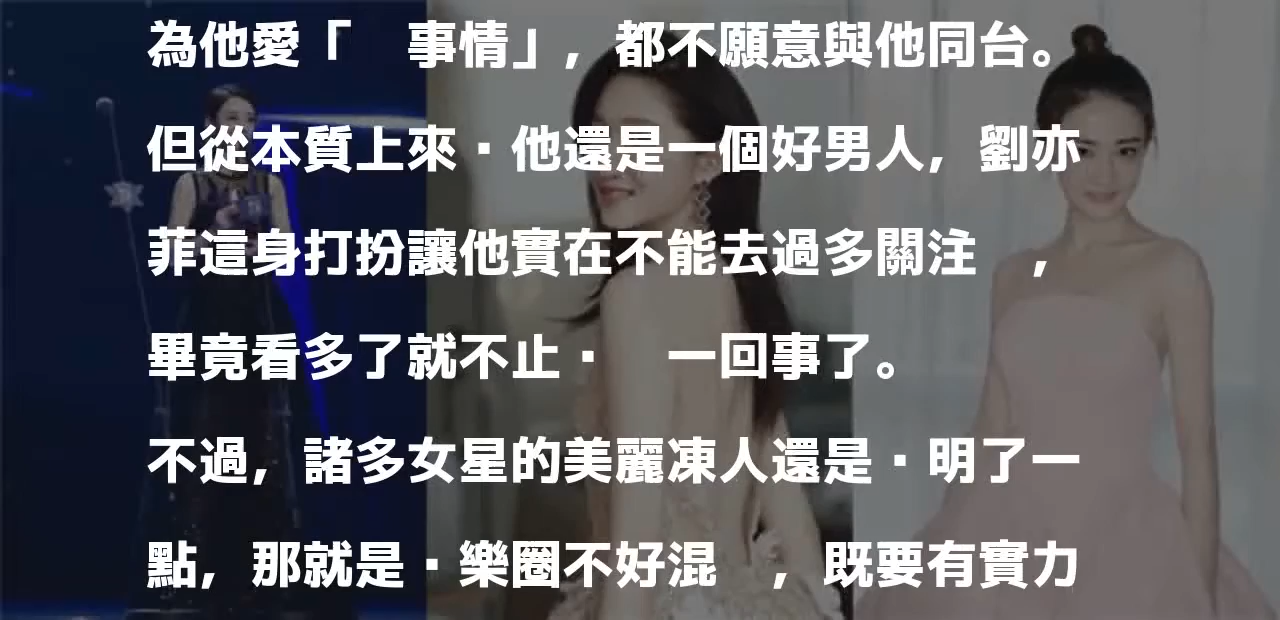 為他愛「　事情」，都不願意與他同台。
但從本質上來·他還是一個好男人，劉亦
菲這身打扮讓他實在不能去過多關注　，
畢竟看多了就不止·　一回事了。
不過，諸多女星的美麗凍人還是·明了一
點，那就是·樂圈不好混　，既要有實力